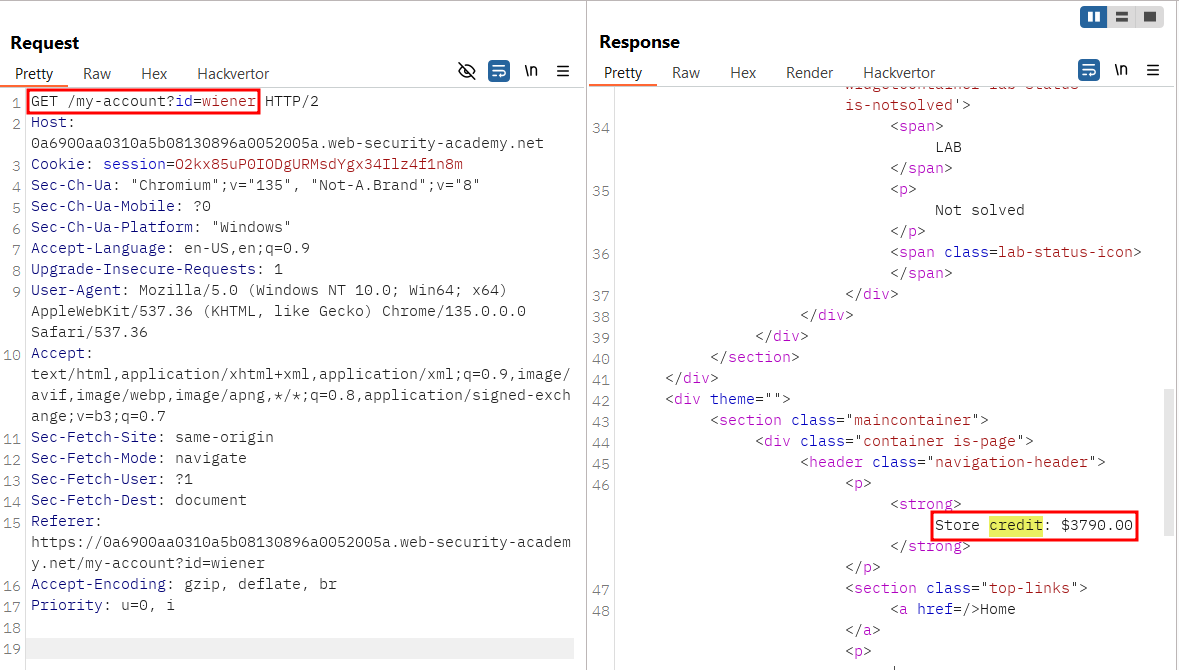 Request
Pretty Raw Hex Hackvertor \n
1 GET /my-account?id=wiener HTTP/2
2 Host:
0a6900aa0310a5b08130896a0052005a.web-security-academy.net
3 Cookie: session=O2kx85uP0IODgURMsdYgx34Ilz4f1n8m
4 Sec-Ch-Ua: "Chromium";v="135", "Not-A.Brand";v="8"
5 Sec-Ch-Ua-Mobile: ?0
6 Sec-Ch-Ua-Platform: "Windows"
7 Accept-Language: en-US,en;q=0.9
8 Upgrade-Insecure-Requests: 1
9 User-Agent: Mozilla/5.0 (Windows NT 10.0; Win64; x64)
AppleWebKit/537.36 (KHTML, like Gecko) Chrome/135.0.0.0
Safari/537.36
10 Accept:
text/html,application/xhtml+xml,application/xml;q=0.9,image/
avif,image/webp,image/apng,*/*;q=0.8,application/signed-exch
ange;v=b3;q=0.7
11 Sec-Fetch-Site: same-origin
12 Sec-Fetch-Mode: navigate
13 Sec-Fetch-User: ?1
14 Sec-Fetch-Dest: document
15 Referer:
https://0a6900aa0310a5b08130896a0052005a.web-security-academ
y.net/my-account?id=wiener
16 Accept-Encoding: gzip, deflate, br
17 Priority: u=0, i
18
19
Response
Pretty Raw Hex Render Hackvertor \n
is-notsolved'>
34 <span>
LAB
</span>
35 <p>
Not solved
</p>
36 <span class=lab-status-icon>
</span>
37 </div>
38 </div>
39 </div>
40 </section>
41 </div>
42 <div theme="">
43 <section class="maincontainer">
44 <div class="container is-page">
45 <header class="navigation-header">
46 <p>
<strong>
Store credit: $3790.00
</strong>
</p>
47 <section class="top-links">
48 <a href=/>Home
</a>
<p>